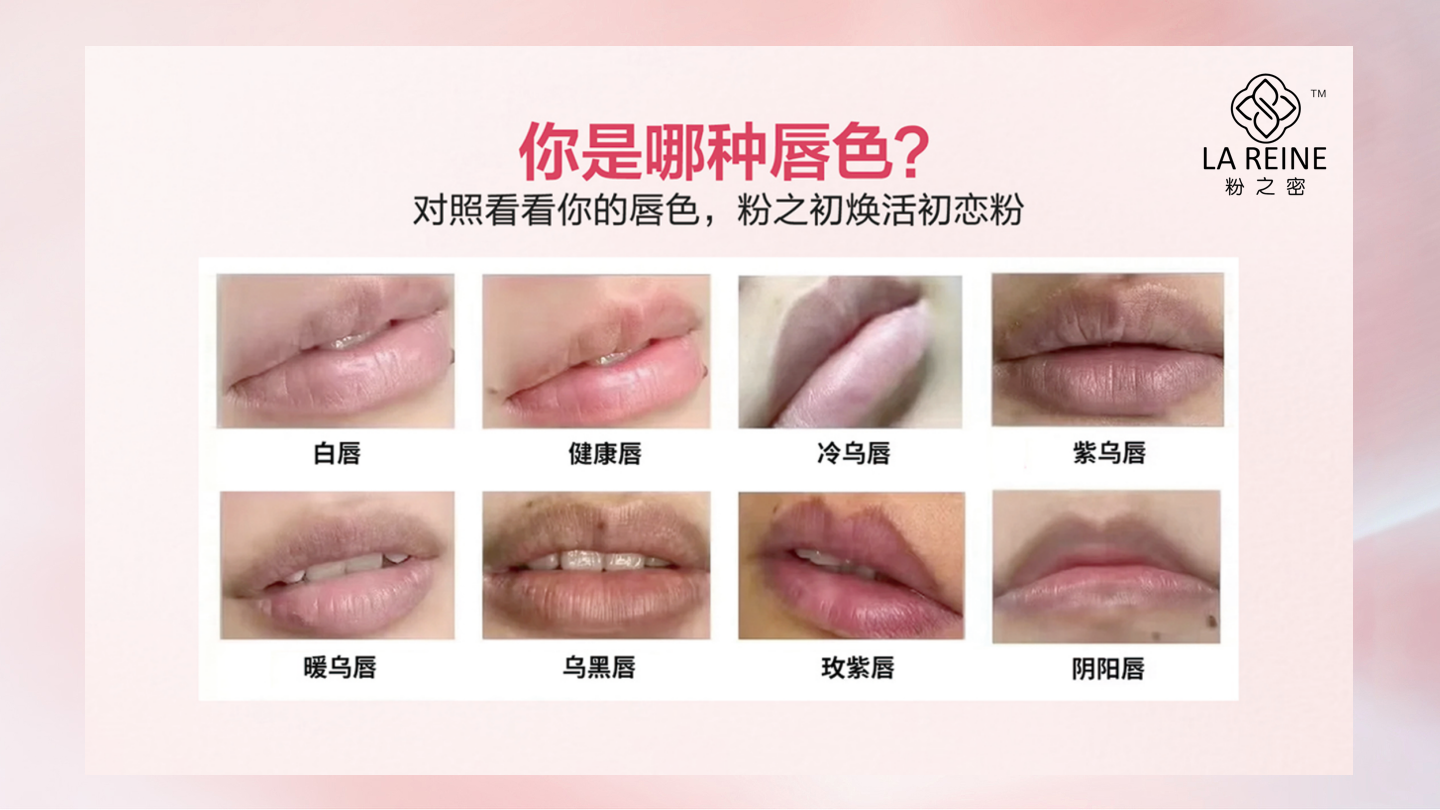 TM
LA REINE
粉之密
你是哪种唇色?
对照看看你的唇色，粉之初焕活初恋粉
白唇
健康唇
冷乌唇
紫乌唇
暖乌唇
乌黑唇
玫紫唇
阴阳唇